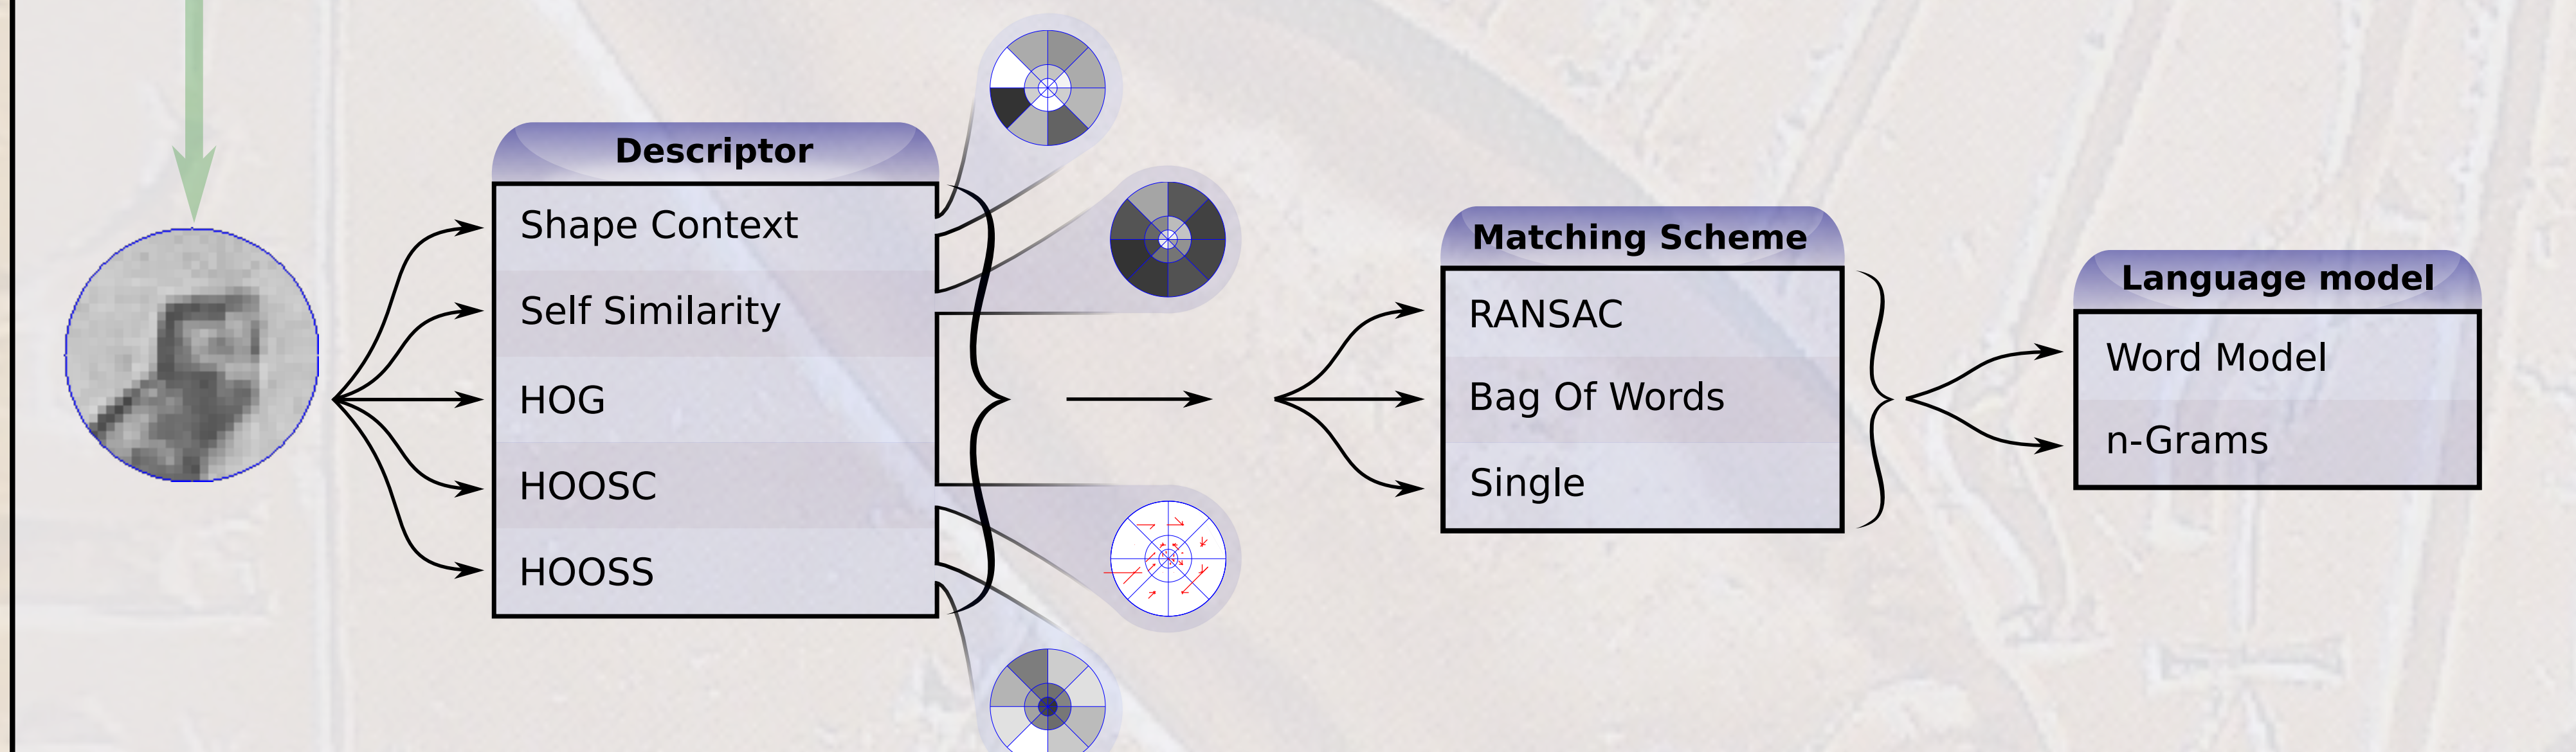 Descriptor
Shape Context
Self Similarity
HOG
HOOSC
HOOSS
Matching Scheme
RANSAC
Bag Of Words
Single
Language model
Word Model
n-Grams